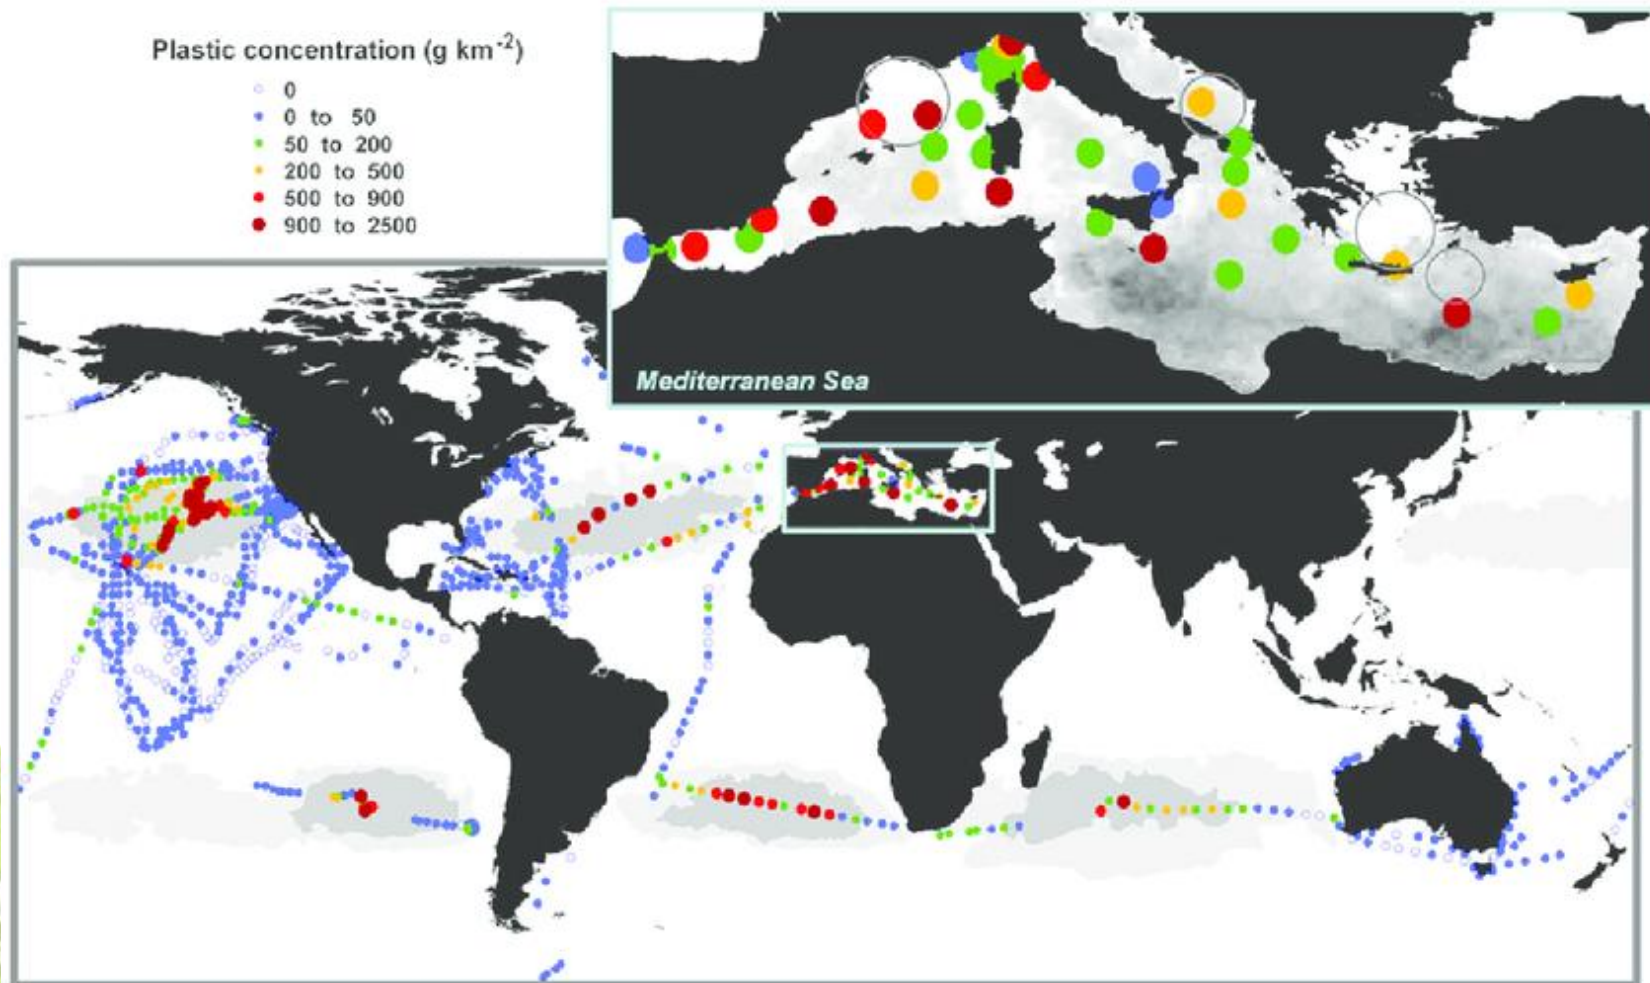 Plastic concentration (g km-2)
0
0 to 50
50 to 200
200 to 500
500 to 900
900 to 2500
Mediterranean Sea